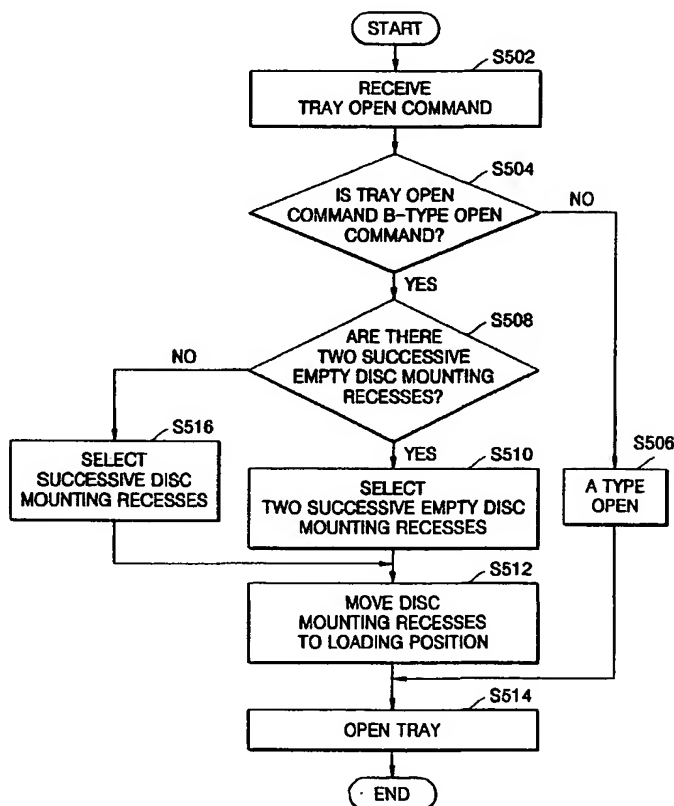 START
S502
RECEIVE
TRAY OPEN COMMAND
S504
IS TRAY OPEN
COMMAND B-TYPE OPEN
COMMAND?
NO
YES
S508
ARE THERE
TWO SUCCESSIVE
EMPTY DISC MOUNTING
RECESSES?
NO
YES
S516
SELECT
SUCCESSIVE DISC
MOUNTING RECESSES
S510
SELECT
TWO SUCCESSIVE EMPTY DISC
MOUNTING RECESSES
S506
A TYPE
OPEN
S512
MOVE DISC
MOUNTING RECESSES
TO LOADING POSITION
S514
OPEN TRAY
END